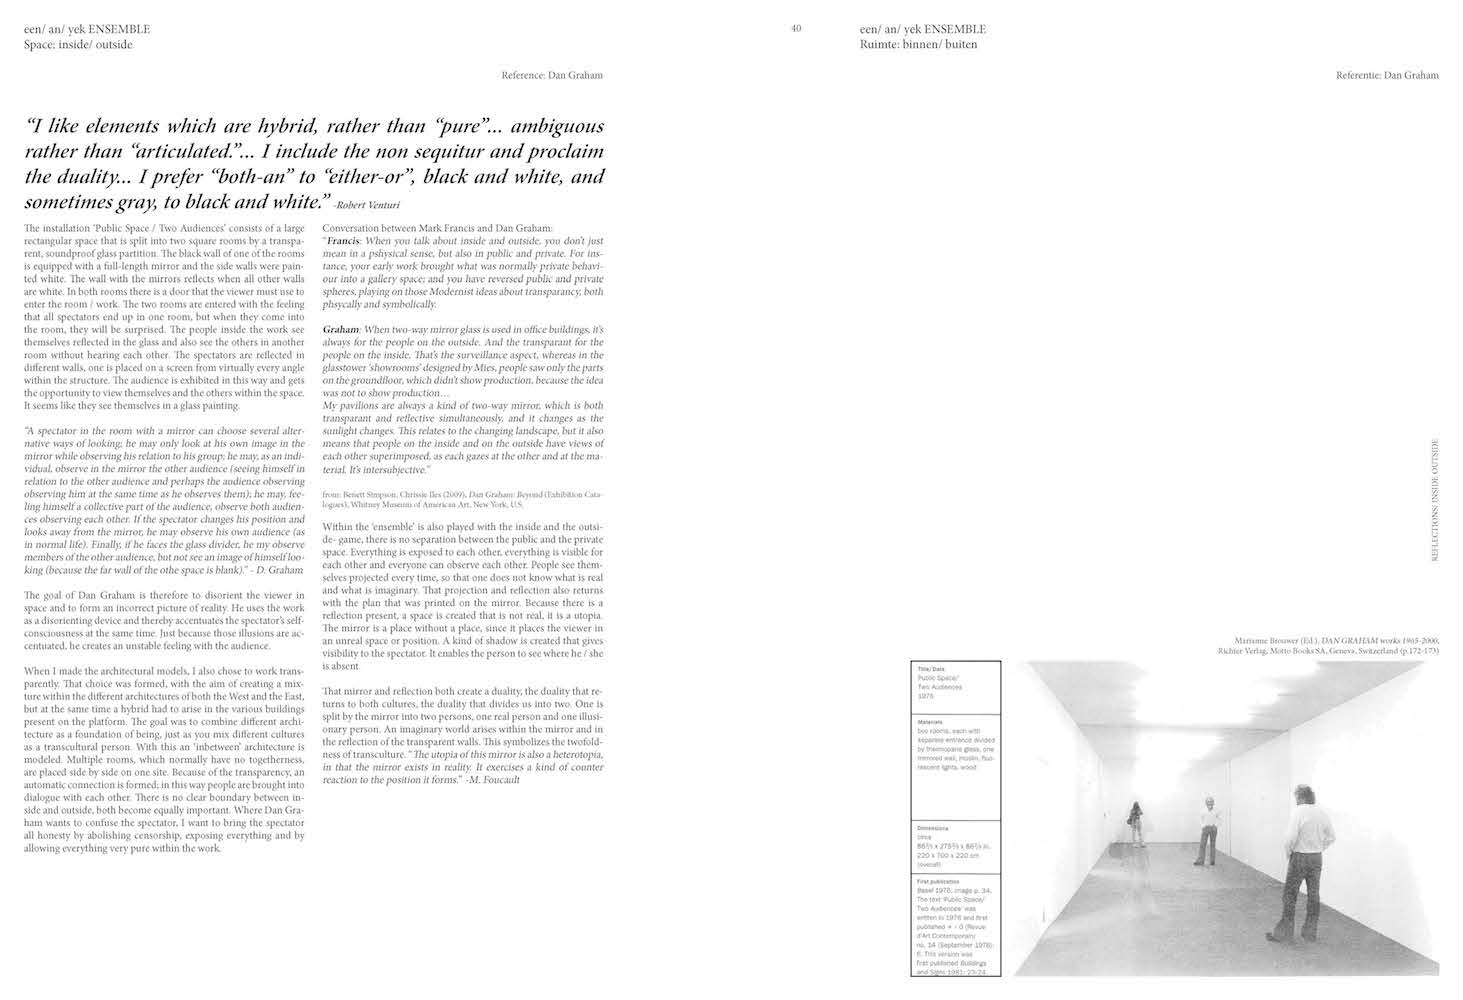 een/ an/ yek ENSEMBLE
Space: inside/ outside
Reference: Dan Graham
“I like elements which are hybrid, rather than “pure”... ambiguous
rather than “articulated.”... I include the non sequitur and proclaim
the duality... I prefer “both-an” to “either-or”, black and white, and
sometimes gray, to black and white.” -Robert Venturi
The installation ‘Public Space / Two Audiences’ consists of a large
rectangular space that is split into two square rooms by a transpa-
rent, soundproof glass partition. The black wall of one of the rooms
is equipped with a full-length mirror and the side walls were pain-
ted white. The wall with the mirrors reflects when all other walls
are white. In both rooms there is a door that the viewer must use to
enter the room / work. The two rooms are entered with the feeling
that all spectators end up in one room, but when they come into
the room, they will be surprised. The people inside the work see
themselves reflected in the glass and also see the others in another
room without hearing each other. The spectators are reflected in
different walls, one is placed on a screen from virtually every angle
within the structure. The audience is exhibited in this way and gets
the opportunity to view themselves and the others within the space.
It seems like they see themselves in a glass painting.
“A spectator in the room with a mirror can choose several alter-
native ways of looking; he may only look at his own image in the
mirror while observing his relation to his group; he may, as an indi-
vidual, observe in the mirror the other audience (seeing himself in
relation to the other audience and perhaps the audience observing
observing him at the same time as he observes them); he may, fee-
ling himself a collective part of the audience, observe both audien-
ces observing each other. If the spectator changes his position and
looks away from the mirror, he may observe his own audience (as
in normal life). Finally, if he faces the glass divider, he my observe
members of the other audience, but not see an image of himself loo-
king (because the far wall of the othe space is blank).” - D. Graham
The goal of Dan Graham is therefore to disorient the viewer in
space and to form an incorrect picture of reality. He uses the work
as a disorienting device and thereby accentuates the spectator’s self-
consciousness at the same time. Just because those illusions are ac-
centuated, he creates an unstable feeling with the audience.
When I made the architectural models, I also chose to work trans-
parently. That choice was formed, with the aim of creating a mix-
ture within the different architectures of both the West and the East,
but at the same time a hybrid had to arise in the various buildings
present on the platform. The goal was to combine different archi-
tecture as a foundation of being, just as you mix different cultures
as a transcultural person. With this an ‘inbetween’ architecture is
modeled. Multiple rooms, which normally have no togetherness,
are placed side by side on one site. Because of the transparency, an
automatic connection is formed; in this way people are brought into
dialogue with each other. There is no clear boundary between in-
side and outside, both become equally important. Where Dan Gra-
ham wants to confuse the spectator, I want to bring the spectator
all honesty by abolishing censorship, exposing everything and by
allowing everything very pure within the work.
Conversation between Mark Francis and Dan Graham:
“Francis: When you talk about inside and outside, you don’t just
mean in a pshysical sense, but also in public and private. For ins-
tance, your early work brought what was normally private behavi-
our into a gallery space; and you have reversed public and private
spheres, playing on those Modernist ideas about transparancy, both
phsycally and symbolically.
Graham: When two-way mirror glass is used in office buildings, it’s
always for the people on the outside. And the transparant for the
people on the inside. That’s the surveillance aspect, whereas in the
glasstower ‘showrooms’ designed by Mies, people saw only the parts
on the groundfloor, which didn’t show production, because the idea
was not to show production…
My pavilions are always a kind of two-way mirror, which is both
transparant and reflective simultaneously, and it changes as the
sunlight changes. This relates to the changing landscape, but it also
means that people on the inside and on the outside have views of
each other superimposed, as each gazes at the other and at the ma-
terial. It’s intersubjective.”
from: Benett Simpson, Chrissie Iles (2009), Dan Graham: Beyond (Exhibition Cata-
logues), Whitney Museum of American Art, New York, U.S.
Within the ‘ensemble’ is also played with the inside and the outsi-
de- game, there is no separation between the public and the private
space. Everything is exposed to each other, everything is visible for
each other and everyone can observe each other. People see them-
selves projected every time, so that one does not know what is real
and what is imaginary. That projection and reflection also returns
with the plan that was printed on the mirror. Because there is a
reflection present, a space is created that is not real, it is a utopia.
The mirror is a place without a place, since it places the viewer in
an unreal space or position. A kind of shadow is created that gives
visibility to the spectator. It enables the person to see where he / she
is absent
That mirror and reflection both create a duality, the duality that re-
turns to both cultures, the duality that divides us into two. One is
split by the mirror into two persons, one real person and one illusi-
onary person. An imaginary world arises within the mirror and in
the reflection of the transparent walls. This symbolizes the twofold-
ness of transculture. “The utopia of this mirror is also a heterotopia,
in that the mirror exists in reality. It exercises a kind of counter
reaction to the position it forms.” -M. Foucault
40
een/ an/ yek ENSEMBLE
Ruimte: binnen/ buiten
Referentie: Dan Graham
REFLECTIONS/ INSIDE OUTSIDE
Marianne Brouwer (Ed.), DAN GRAHAM works 1965-2000,
Richter Verlag, Motto Books SA, Geneva, Switzerland (p.172-173)
Title/Date
Public Space/
Two Audiences
1976
Materials
two rooms, each with
separate entrance divided
by thermopane glass, one
mirrored wall, muslin, fluo-
rescent lights, wood
Dimensions
circa
86⅔ x 275⅔ x 86⅔ in.
220 x 700 x 220 cm
(overall)
First publication
Basel 1976; image p. 34.
The text 'Public Space/
Two Audiences' was
written in 1976 and first
published + - 0 (Revue
d'Art Contemporain)
no. 14 (September 1976):
6. This version was
first published Buildings
and Signs 1981: 23-24.